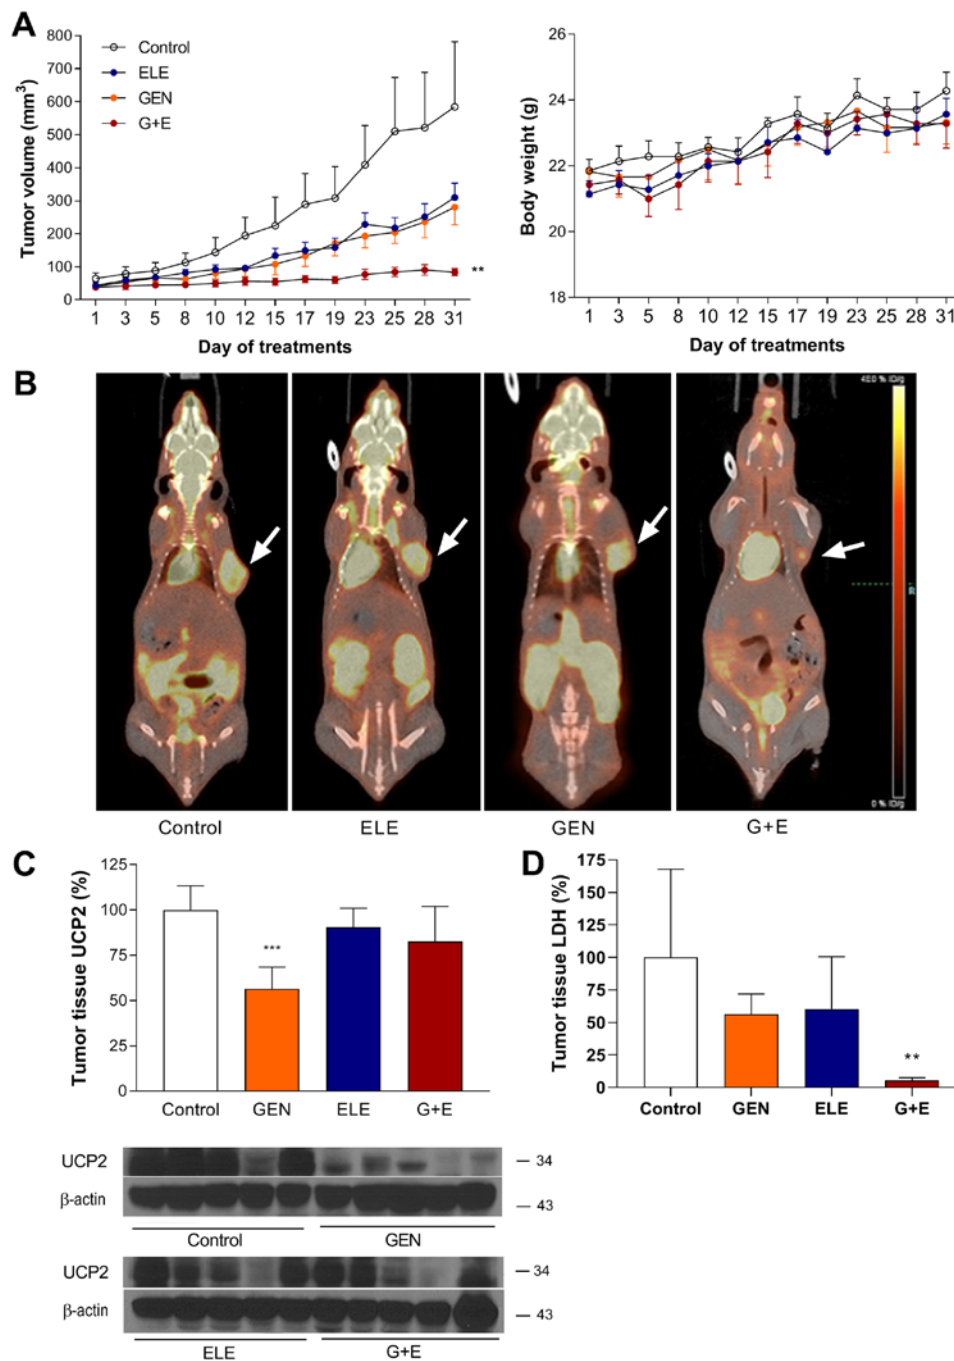 A
Tumor volume (mm3)
800
700
600
500
400
300
200
100
0
Control
ELE
GEN
G+E
**
1 3 5 8 10 12 15 17 19 23 25 28 31
Day of treatments
Body weight (g)
26
24
22
20
18
1 3 5 8 10 12 15 17 19 23 25 28 31
Day of treatments
B
4E0 % ID/g
0 % ID/g
Control ELE GEN G+E
C
Tumor tissue UCP2 (%)
125
100
75
50
25
0
***
Control GEN ELE G+E
D
Tumor tissue LDH (%)
175
150
125
100
75
50
25
0
**
Control GEN ELE G+E
UCP2 — 34
β-actin — 43
Control GEN
UCP2 — 34
β-actin — 43
ELE G+E